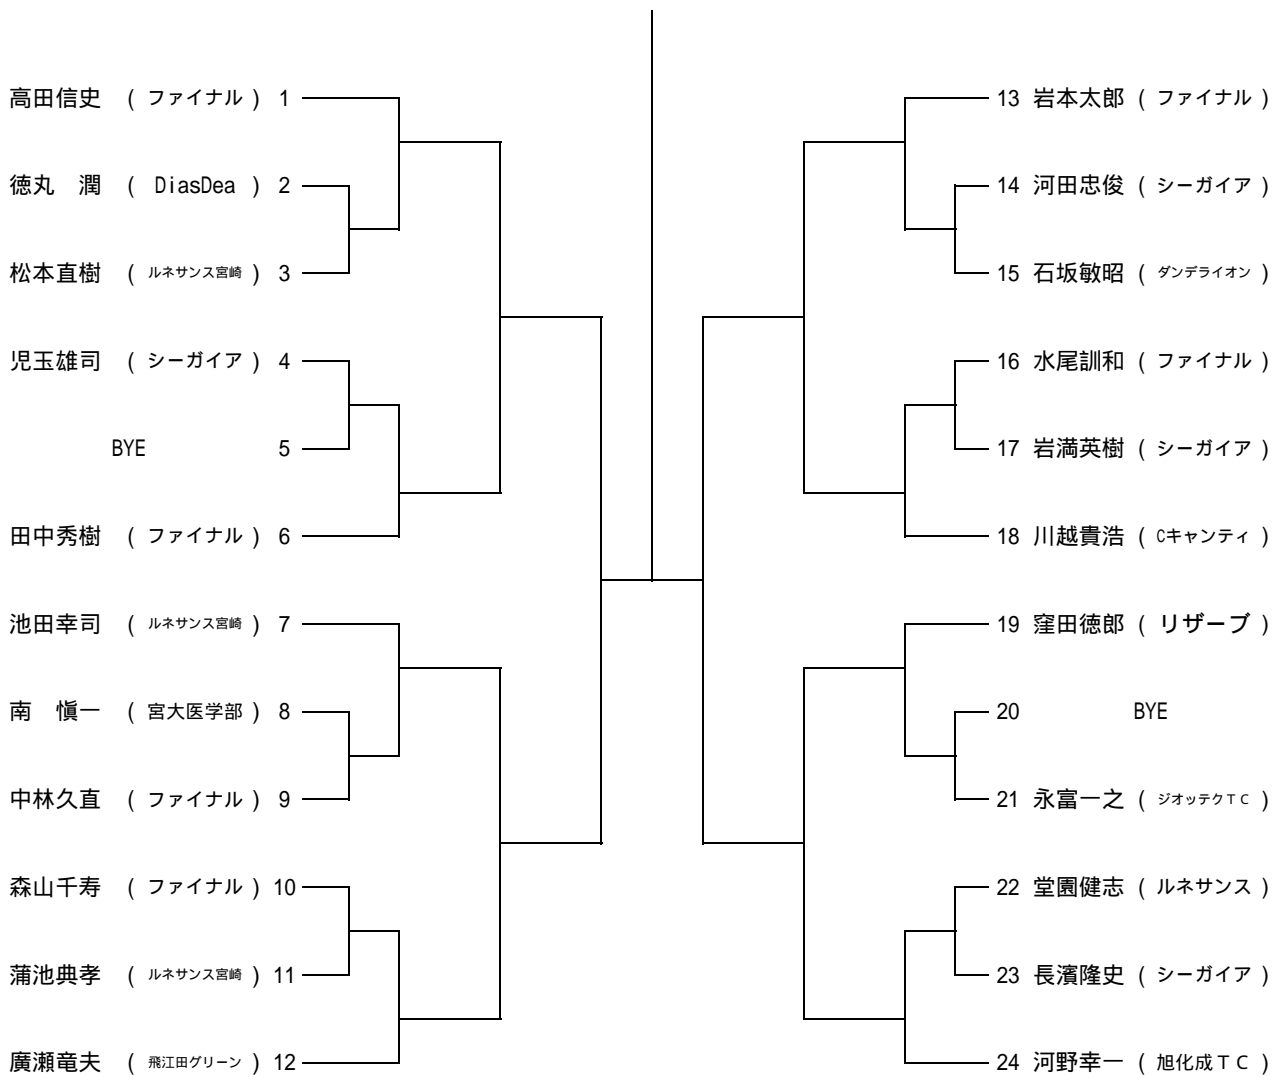 高田信史 ( ファイナル ) 1
徳丸 潤 ( DiasDea ) 2
松本直樹 ( ルネサンス宮崎 ) 3
児玉雄司 ( シーガイア ) 4
BYE 5
田中秀樹 ( ファイナル ) 6
池田幸司 ( ルネサンス宮崎 ) 7
南 愼一 ( 宮大医学部 ) 8
中林久直 ( ファイナル ) 9
森山千寿 ( ファイナル ) 10
蒲池典孝 ( ルネサンス宮崎 ) 11
廣瀬竜夫 ( 飛江田グリーン ) 12
13 岩本太郎 ( ファイナル )
14 河田忠俊 ( シーガイア )
15 石坂敏昭 ( ダンデライオン )
16 水尾訓和 ( ファイナル )
17 岩満英樹 ( シーガイア )
18 川越貴浩 ( Cキャンティ )
19 窪田徳郎 ( リザーブ )
20 BYE
21 永富一之 ( ジオッテクTC )
22 堂園健志 ( ルネサンス )
23 長濱隆史 ( シーガイア )
24 河野幸一 ( 旭化成TC )